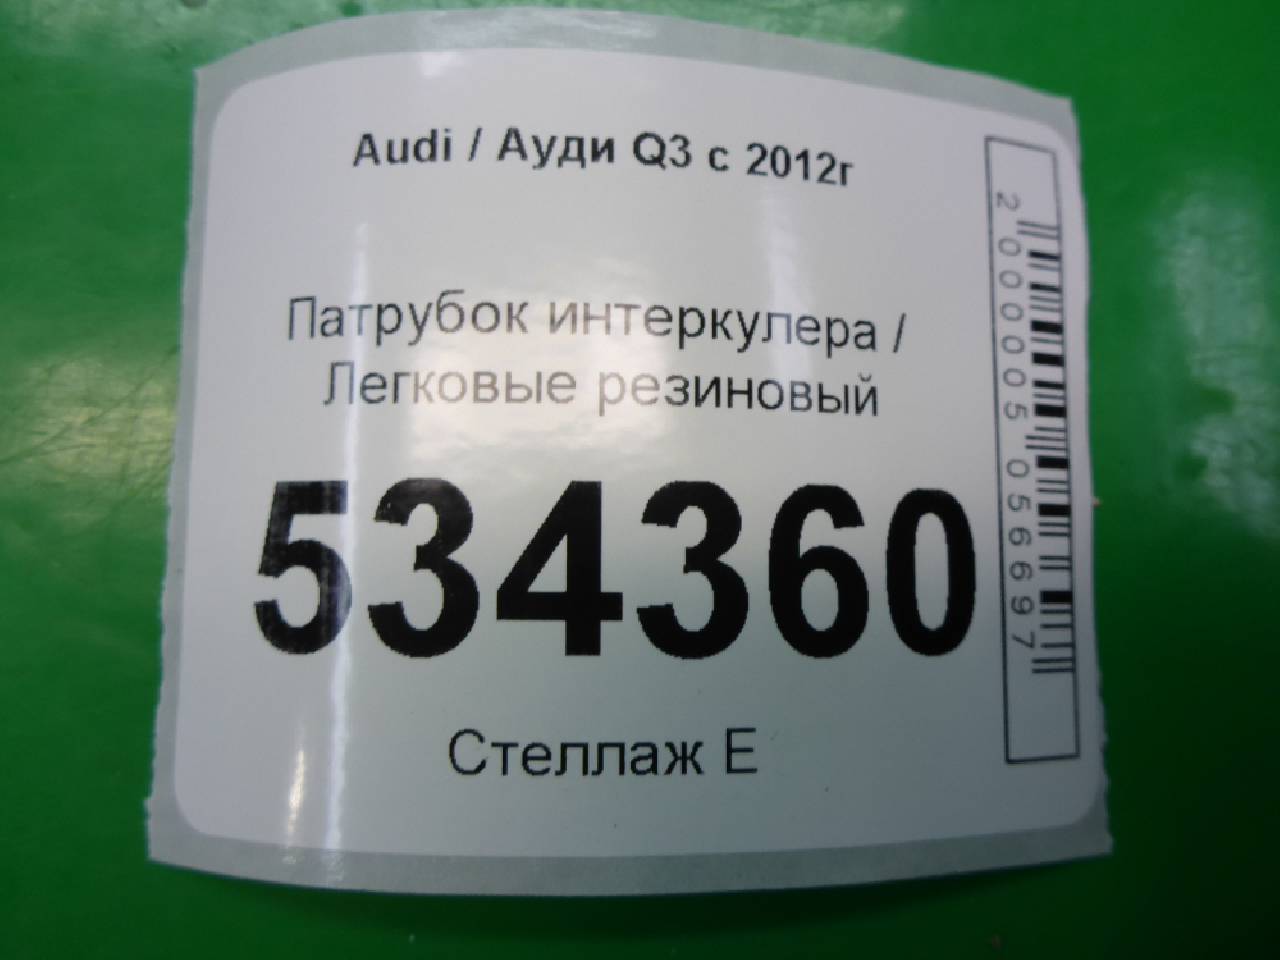 Audi / Ауди Q3 с 2012г
Патрубок интеркулера /
Легковые резиновый
534360
Стеллаж Е
2000005056697